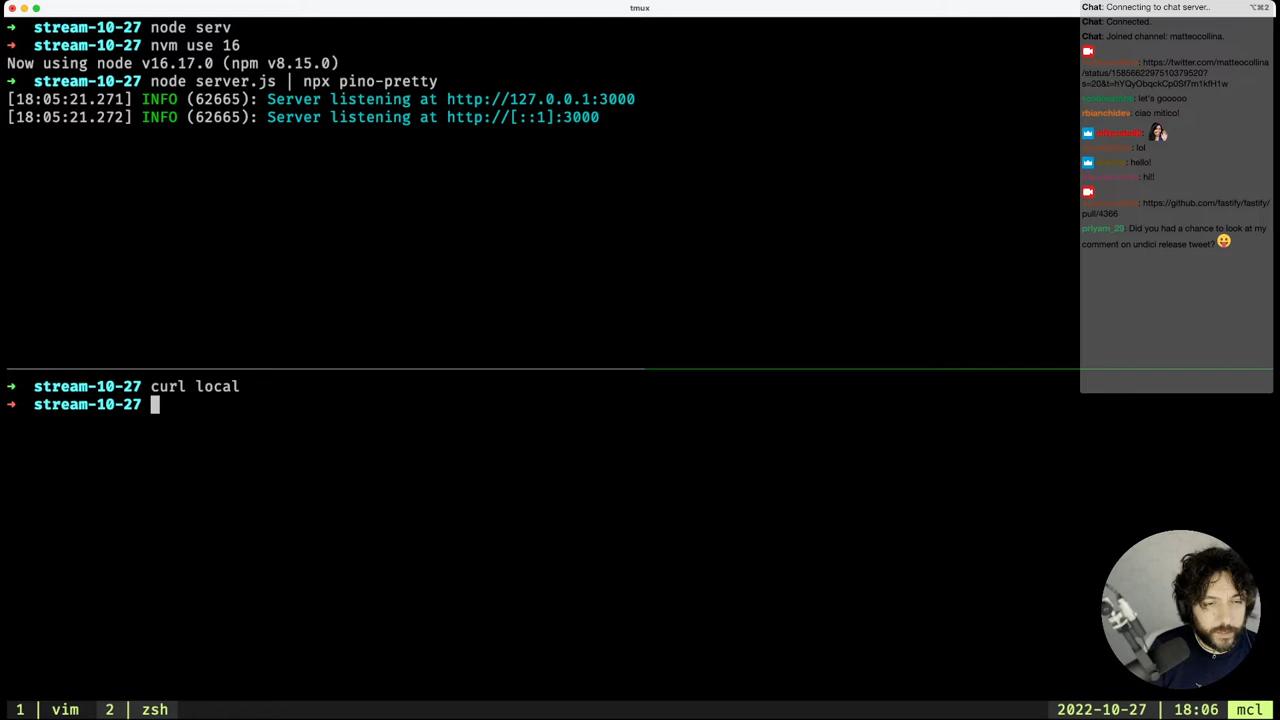 tmux
➜ stream-10-27 node serv
➜ stream-10-27 nvm use 16
Now using node v16.17.0 (npm v8.15.0)
➜ stream-10-27 node server.js | npx pino-pretty
[18:05:21.271] INFO (62665): Server listening at http://127.0.0.1:3000
[18:05:21.272] INFO (62665): Server listening at http://[::1]:3000
➜ stream-10-27 curl local
➜ stream-10-27
Chat: Connecting to chat server.. ⌥⌘2
Chat: Connected.
Chat: Joined channel: matteocollina.
: https://twitter.com/matteocollina
/status/1585662297510379520?
s=20&t=hYQyObqckCp0Sf7m1kfH1w
: let's gooooo
rbianchidev: ciao mitico!
: lol
: hello!
: hi!!
: https://github.com/fastify/fastify/
pull/4366
priyam_29: Did you had a chance to look at my
comment on undici release tweet?
1 | vim 2 | zsh
2022-10-27 | 18:06 mcl